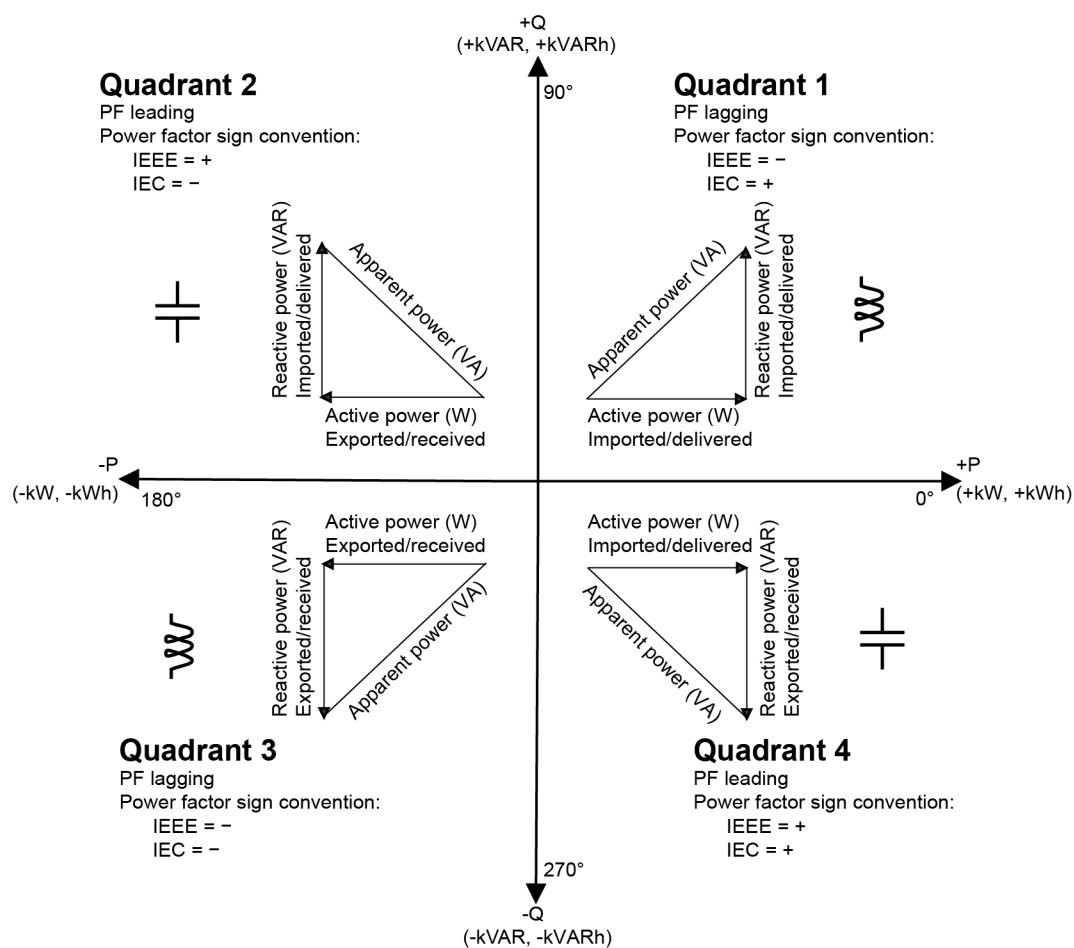 +Q
(+kVAR, +kVARh)
90°
Quadrant 2
PF leading
Power factor sign convention:
IEEE = +
IEC = −
Reactive power (VAR)
Imported/delivered
Apparent power (VA)
Active power (W)
Exported/received
Quadrant 1
PF lagging
Power factor sign convention:
IEEE = −
IEC = +
Apparent power (VA)
Reactive power (VAR)
Imported/delivered
Active power (W)
Imported/delivered
-P
(-kW, -kWh)
180°
0°
+P
(+kW, +kWh)
Active power (W)
Exported/received
Reactive power (VAR)
Exported/received
Apparent power (VA)
Quadrant 3
PF lagging
Power factor sign convention:
IEEE = −
IEC = −
Active power (W)
Imported/delivered
Apparent power (VA)
Reactive power (VAR)
Exported/received
Quadrant 4
PF leading
Power factor sign convention:
IEEE = +
IEC = +
270°
-Q
(-kVAR, -kVARh)